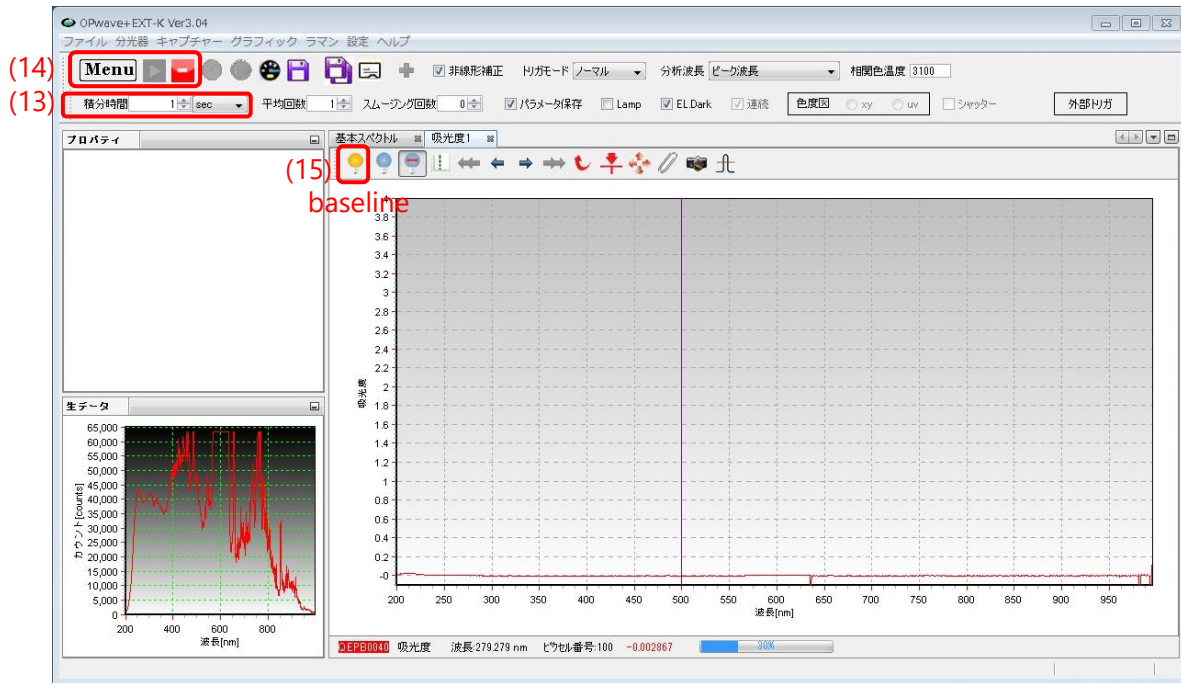 OPwave+EXT-K Ver3.04
ファイル 分光器 キャプチャー グラフィック ラマン 設定 ヘルプ
(14) Menu 非線形補正 トリガモード ノーマル 分析波長 ピーク波長 相関色温度 3100
(13) 積分時間 1 sec 平均回数 1 スムージング回数 0 パラメータ保存 Lamp EL.Dark 連続 色度図 xy uv シャッター 外部トリガ
プロパティ
基本スペクトル 吸光度1
(15)
baseline
4
3.8
3.6
3.4
3.2
3
2.8
2.6
2.4
2.2
2
1.8
1.6
1.4
1.2
1
0.8
0.6
0.4
0.2
-0
吸光度
200 250 300 350 400 450 500 550 600 650 700 750 800 850 900 950
波長[nm]
生データ
65,000
60,000
55,000
50,000
45,000
40,000
35,000
30,000
25,000
20,000
15,000
10,000
5,000
0
カウント[counts]
200 400 600 800
波長[nm]
QEPB0040 吸光度 波長:279.279 nm ピクセル番号:100 -0.002867 30%